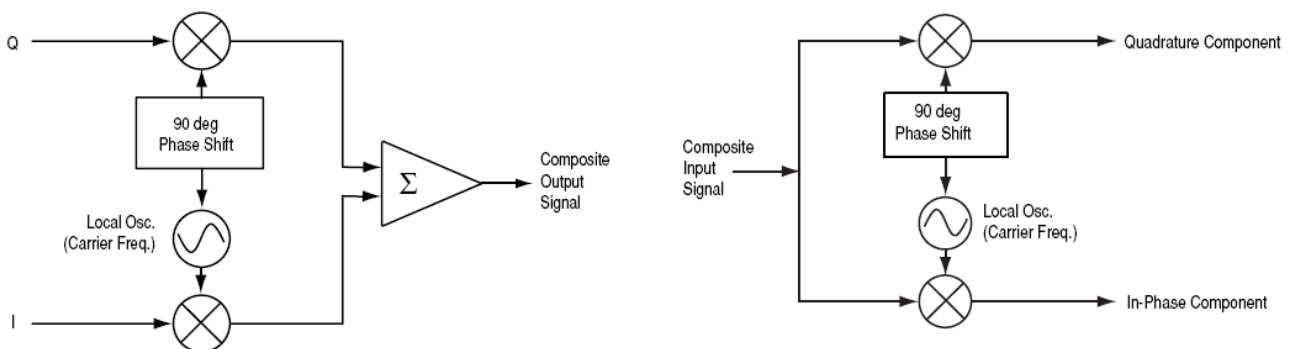 Q
90 deg
Phase Shift
Local Osc.
(Carrier Freq.)
I
Σ
Composite
Output
Signal
Composite
Input
Signal
90 deg
Phase Shift
Local Osc.
(Carrier Freq.)
Quadrature Component
In-Phase Component